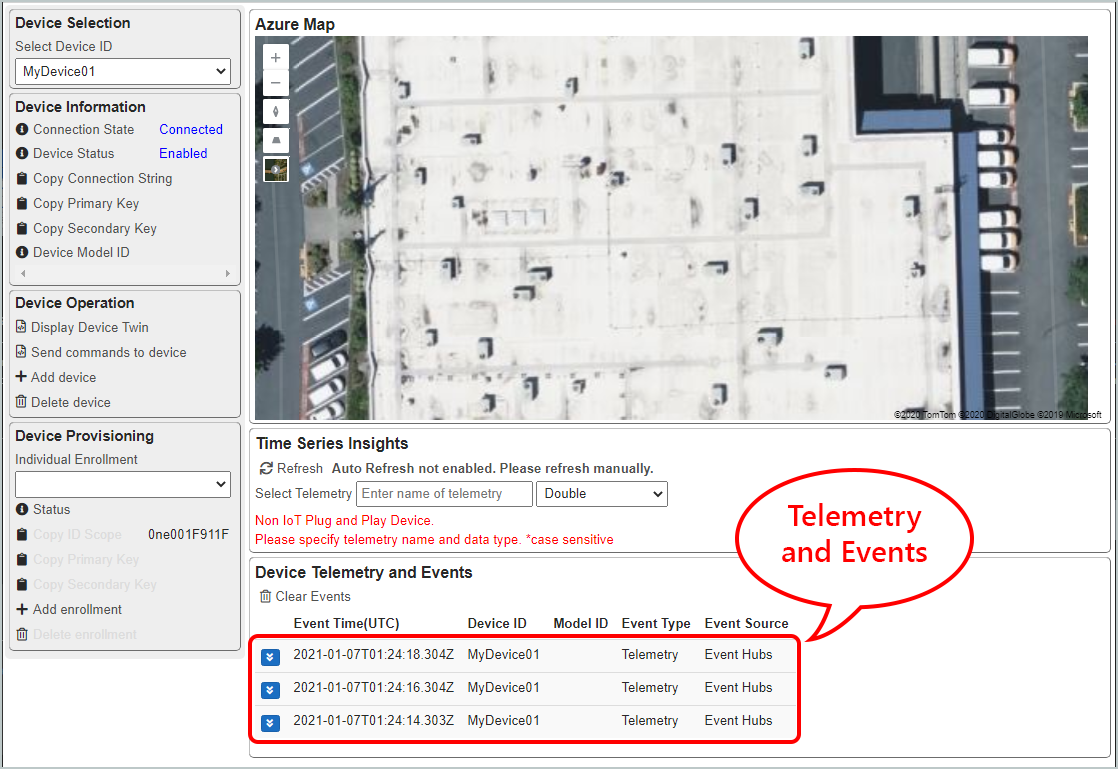 Device Selection
Select Device ID
MyDevice01
Device Information
Connection State Connected
Device Status Enabled
Copy Connection String
Copy Primary Key
Copy Secondary Key
Device Model ID
Device Operation
Display Device Twin
Send commands to device
Add device
Delete device
Device Provisioning
Individual Enrollment
Status
Copy ID Scope 0ne001F911F
Copy Primary Key
Copy Secondary Key
Add enrollment
Delete enrollment
Azure Map
©2020 TomTom ©2020 DigitalGlobe ©2019 Microsoft
Time Series Insights
Refresh Auto Refresh not enabled. Please refresh manually.
Select Telemetry Enter name of telemetry Double
Non IoT Plug and Play Device.
Please specify telemetry name and data type. *case sensitive
Telemetry
and Events
Device Telemetry and Events
Clear Events
Event Time(UTC) Device ID Model ID Event Type Event Source
2021-01-07T01:24:18.304Z MyDevice01 Telemetry Event Hubs
2021-01-07T01:24:16.304Z MyDevice01 Telemetry Event Hubs
2021-01-07T01:24:14.303Z MyDevice01 Telemetry Event Hubs